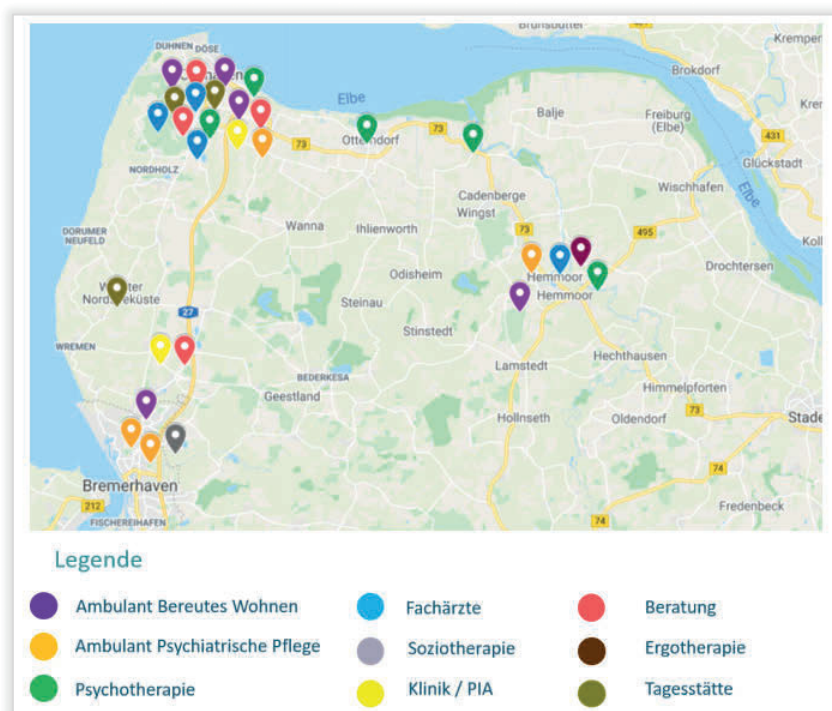 DUHNEN DÖSE
Brunsbüttel
Krempe
Brokdorf
Elbe
Balje
Freiburg
(Elbe)
431
Otterndorf
73
73
Glückstadt
NORDHOLZ
Cadenberge
Wischhafen
Elbe
Wingst
DORUMER
NEUFELD
Wanna
Ihlienworth
73
495
Odisheim
Hemmoor
Drochtersen
Hemmoor
Steinau
27
Stinstedt
WREMEN
Lamstedt
Hechthausen
BEDERKESA
Himmelpforten
Geestland
73
Hollnseth
Oldendorf
Stade
74
Bremerhaven
212
Fredenbeck
FISCHEREIHAFEN
74
Legende
Ambulant Bereutes Wohnen
Fachärzte
Beratung
Ambulant Psychiatrische Pflege
Soziotherapie
Ergotherapie
Psychotherapie
Klinik / PIA
Tagesstätte